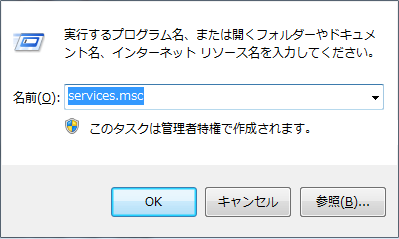 実行するプログラム名、または開くフォルダーやドキュメ
ント名、インターネット リソース名を入力してください。
名前(O): services.msc
このタスクは管理者特権で作成されます。
OK キャンセル 参照(B)...